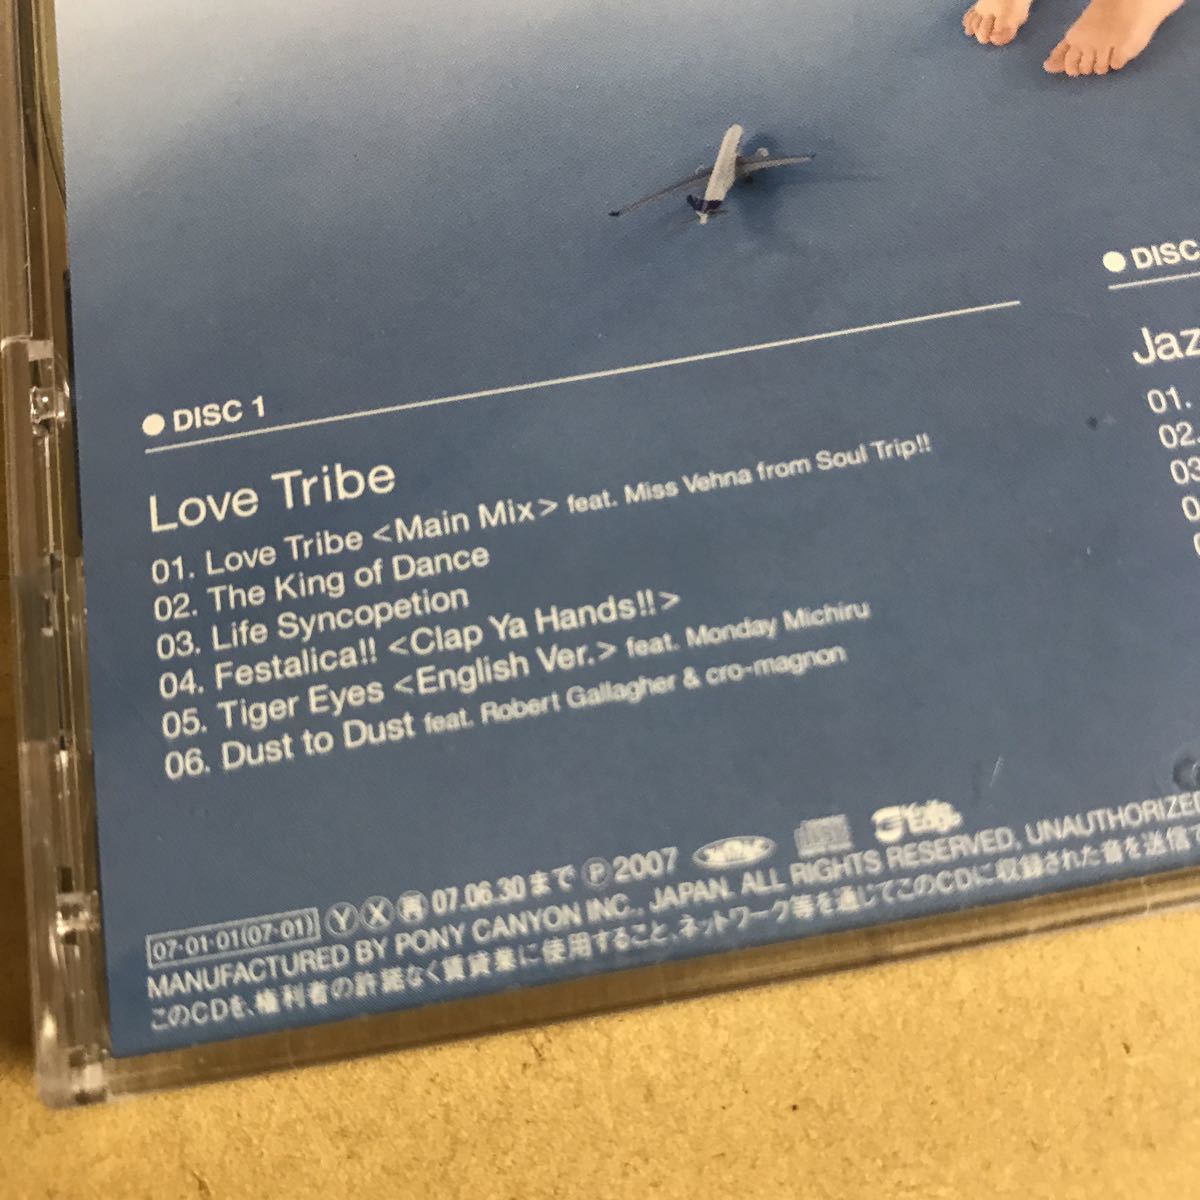 ● DISC 1
Love Tribe
01. Love Tribe <Main Mix> feat. Miss Vehna from Soul Trip!!
02. The King of Dance
03. Life Syncopetion
04. Festalica!! <Clap Ya Hands!!>
05. Tiger Eyes <English Ver.> feat. Monday Michiru
06. Dust to Dust feat. Robert Gallagher & cro-magnon
● DISC
Jaz
01.
02.
03
07·01·01(07·01) Ⓨ Ⓧ ㊢ 07.06.30まで Ⓟ2007
MANUFACTURED BY PONY CANYON INC., JAPAN. ALL RIGHTS RESERVED, UNAUTHORIZED
このCDを、権利者の許諾なく賃貸業に使用すること、ネットワーク等を通じてこのCDに収録された音を送信で